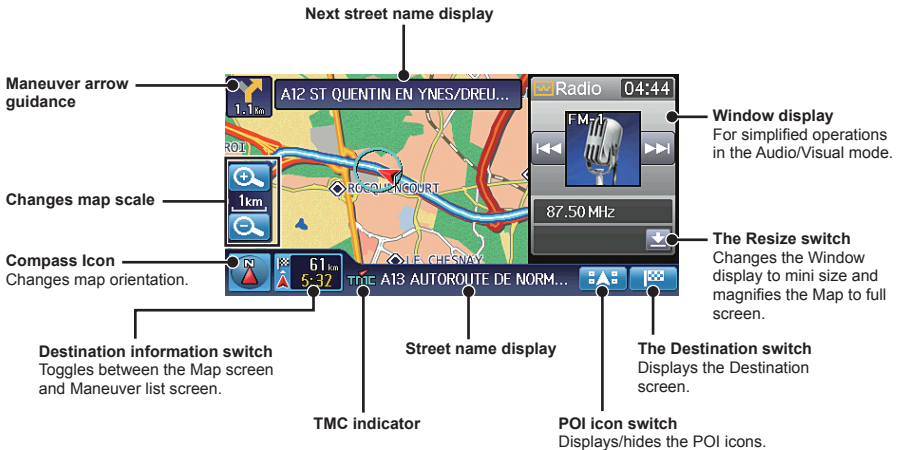 Next street name display
Maneuver arrow
guidance
1.1Km
A12 ST QUENTIN EN YNES/DREU...
Radio 04:44
FM-1
Window display
For simplified operations
in the Audio/Visual mode.
ROI
Changes map scale
1km
ROCQUENCOURT
87.50 MHz
The Resize switch
Changes the Window
display to mini size and
magnifies the Map to full
screen.
Compass Icon
Changes map orientation.
N
61km
5:32
LE CHESNAY
TMC A13 AUTOROUTE DE NORM...
Destination information switch
Toggles between the Map screen
and Maneuver list screen.
Street name display
The Destination switch
Displays the Destination
screen.
TMC indicator
POI icon switch
Displays/hides the POI icons.